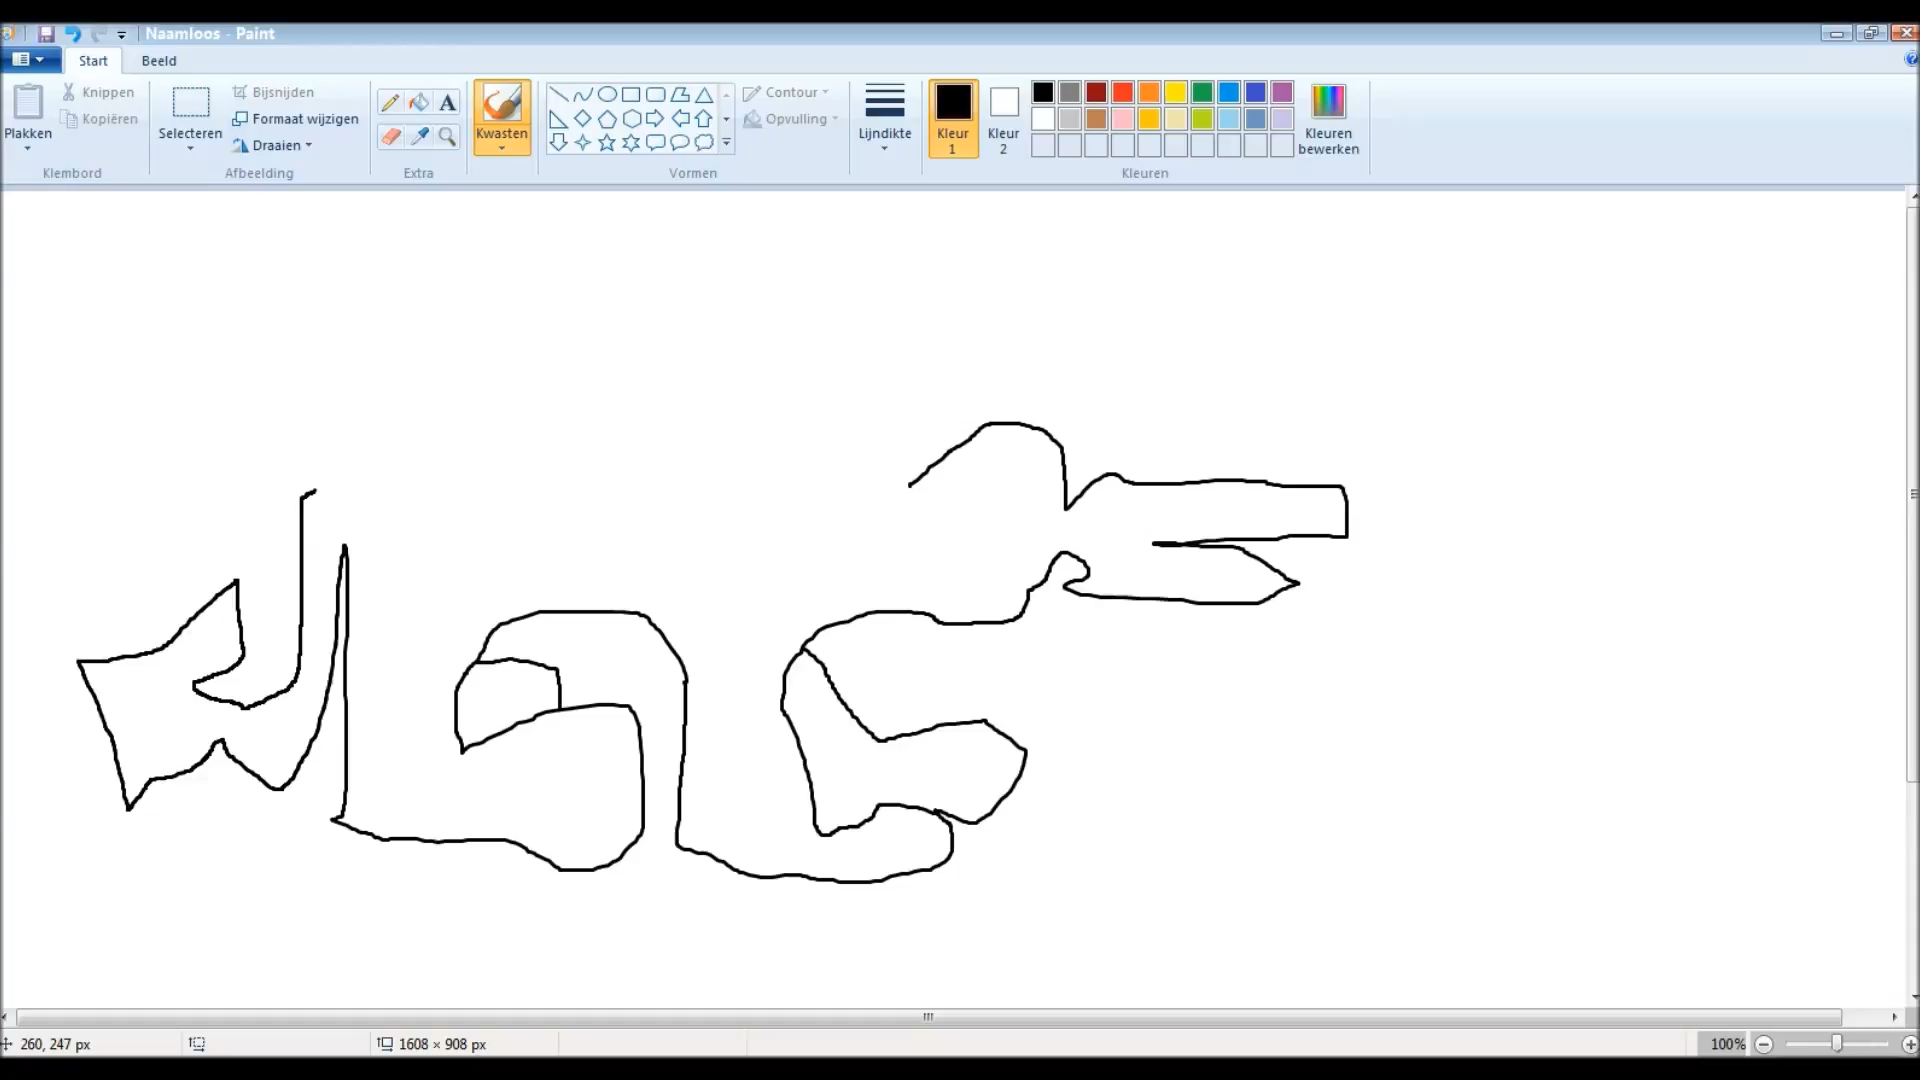 Naamloos - Paint
Start Beeld
Plakken
Knippen
Kopiëren
Klembord
Selecteren
Bijsnijden
Formaat wijzigen
Draaien
Afbeelding
A
Extra
Kwasten
Vormen
Contour
Opvulling
Lijndikte
Kleur 1
Kleur 2
Kleuren bewerken
Kleuren
260, 247 px
1608 × 908 px
100%